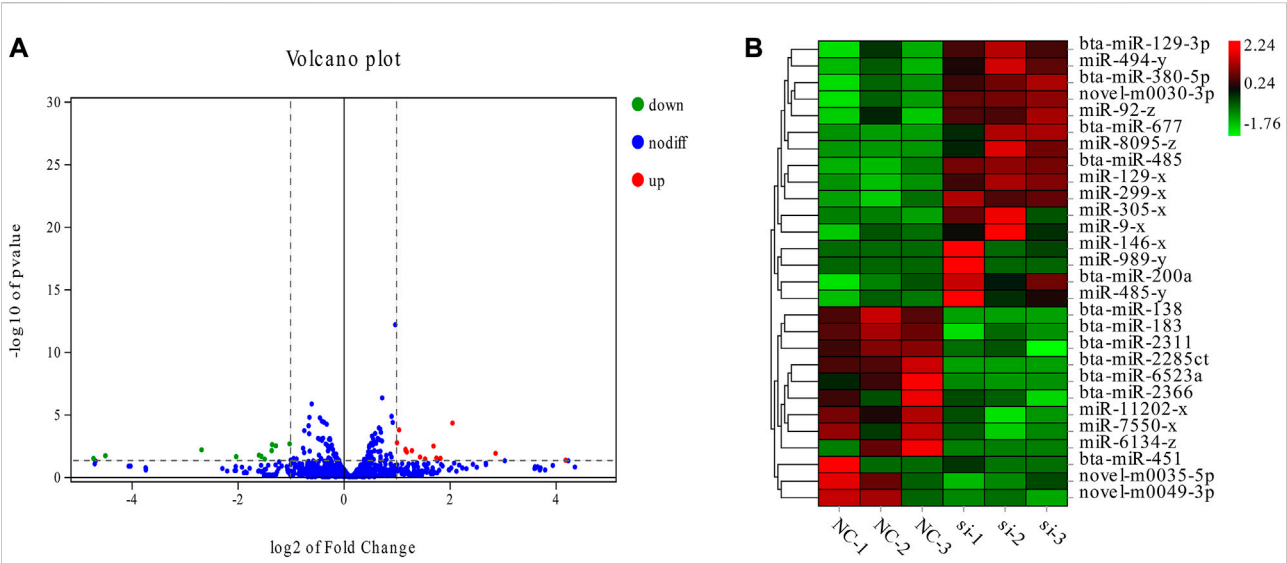 A
Volcano plot
30
25
20
15
10
5
0
-4
-2
0
2
4
-log10 of pvalue
log2 of Fold Change
down
nodiff
up
B
bta-miR-129-3p
miR-494-y
bta-miR-380-5p
novel-m0030-3p
miR-92-z
bta-miR-677
miR-8095-z
bta-miR-485
miR-129-x
miR-299-x
miR-305-x
miR-9-x
miR-146-x
miR-989-y
bta-miR-200a
miR-485-y
bta-miR-138
bta-miR-183
bta-miR-2311
bta-miR-2285ct
bta-miR-6523a
bta-miR-2366
miR-11202-x
miR-7550-x
miR-6134-z
bta-miR-451
novel-m0035-5p
novel-m0049-3p
NC-1
NC-2
NC-3
si-1
si-2
si-3
2.24
0.24
-1.76